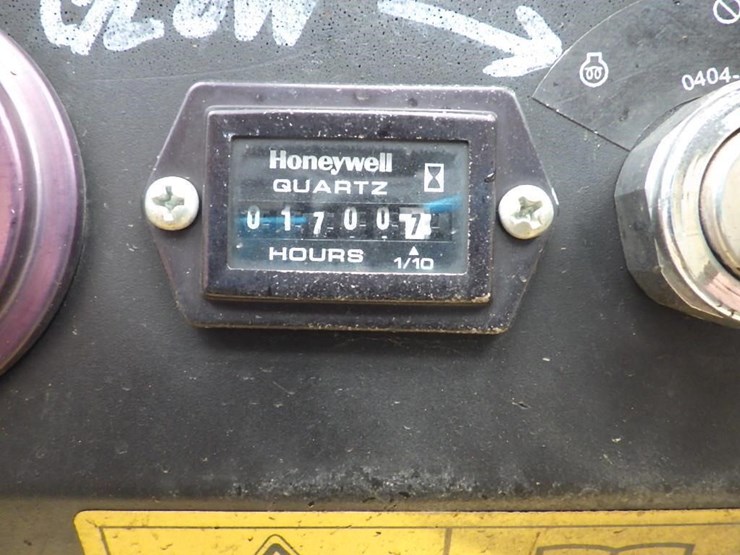 GLOW
0404-
Honeywell
QUARTZ
017007
HOURS 1/10